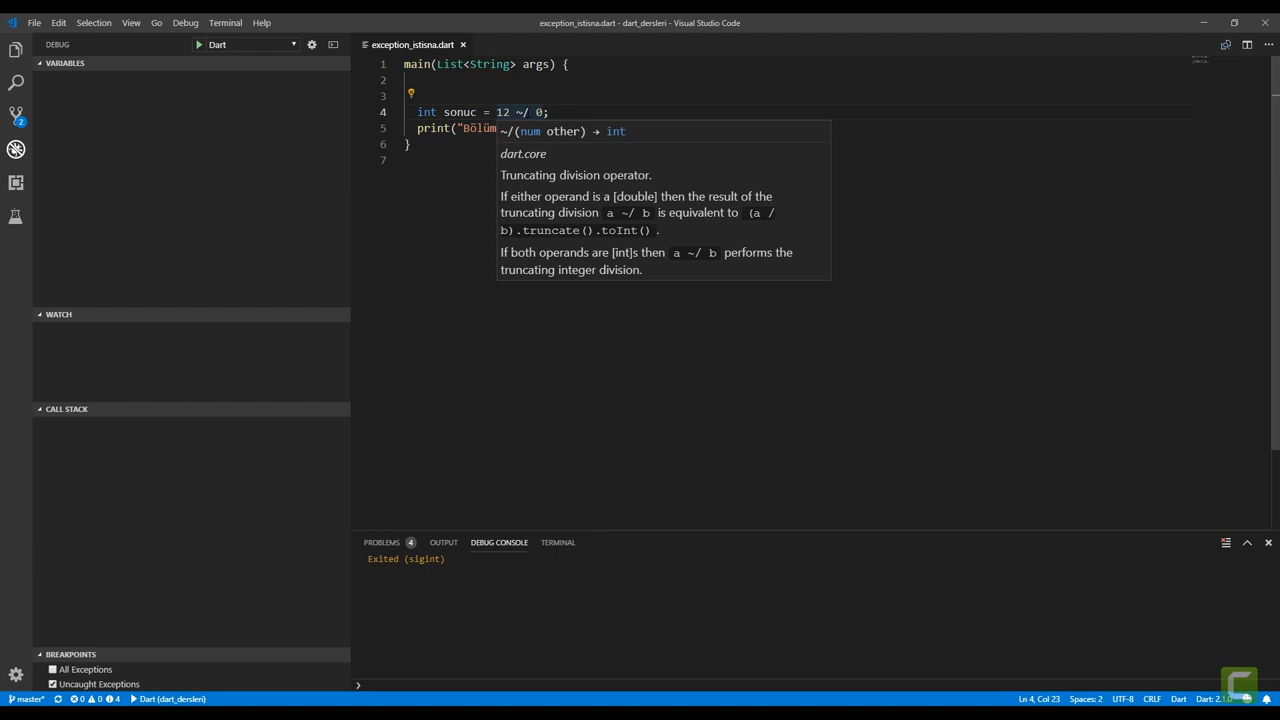 File Edit Selection View Go Debug Terminal Help
exception_istisna.dart - dart_dersleri - Visual Studio Code
DEBUG
Dart
exception_istisna.dart
VARIABLES
1 main(List<String> args) {
2
3
4 int sonuc = 12 ~/ 0;
5 print("Bölüm
6 }
7
~/(num other) → int
dart.core
Truncating division operator.
If either operand is a [double] then the result of the
truncating division a ~/ b is equivalent to (a /
b).truncate().toInt() .
If both operands are [int]s then a ~/ b performs the
truncating integer division.
WATCH
CALL STACK
PROBLEMS 4 OUTPUT DEBUG CONSOLE TERMINAL
Exited (sigint)
BREAKPOINTS
All Exceptions
Uncaught Exceptions
2
master* 0 0 4 Dart (dart_dersleri)
Ln 4, Col 23 Spaces: 2 UTF-8 CRLF Dart Dart: 2.1.0